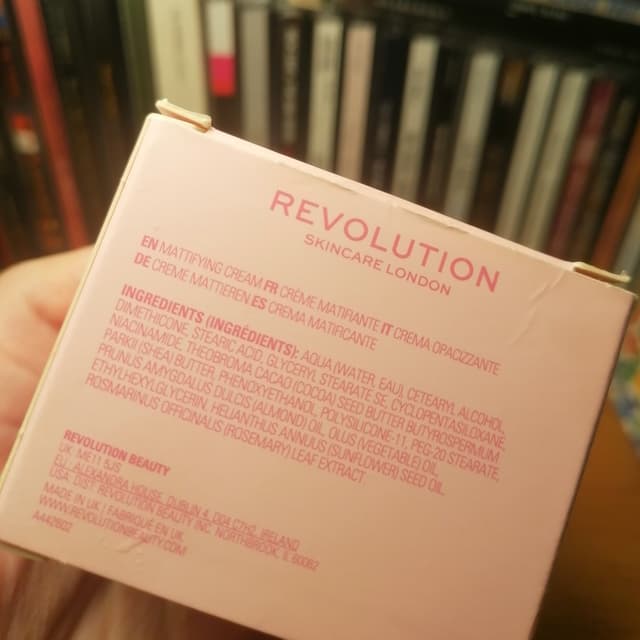 REVOLUTION
SKINCARE LONDON
EN MATTIFYING CREAM FR CRÈME MATIFIANTE IT CREMA OPACIZZANTE
DE CREME MATTIEREN ES CREMA MATIFICANTE
INGREDIENTS (INGRÉDIENTS): AQUA (WATER, EAU), CETEARYL ALCOHOL,
DIMETHICONE, STEARIC ACID, GLYCERYL STEARATE SE, CYCLOPENTASILOXANE,
NIACINAMIDE, THEOBROMA CACAO (COCOA) SEED BUTTER BUTYROSPERMUM
PARKII (SHEA) BUTTER, PHENOXYETHANOL, POLYSILICONE-11, PEG-20 STEARATE,
PRUNUS AMYGDALUS DULCIS (ALMOND) OIL, OLUS (VEGETABLE) OIL,
ETHYLHEXYLGLYCERIN, HELIANTHUS ANNUUS (SUNFLOWER) SEED OIL,
ROSMARINUS OFFICINALIS (ROSEMARY) LEAF EXTRACT.
REVOLUTION BEAUTY
UK: ME11 5JS
ALEXANDRA HOUSE, DUBLIN 4, IRELAND
USA: DIST REVOLUTION BEAUTY INC. NORTHBROOK, IL 60062
MADE IN UK | FABRIQUÉ EN UK
WWW.REVOLUTIONBEAUTY.COM